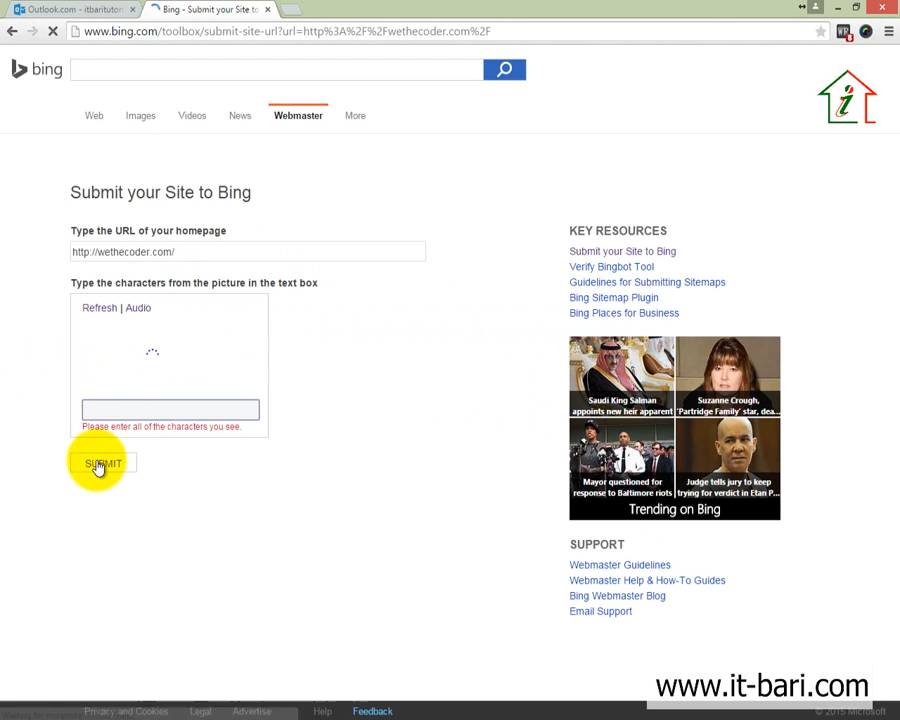 Outlook.com - itbaritutor
Bing - Submit your Site to
www.bing.com/toolbox/submit-site-url?url=http%3A%2F%2Fwethecoder.com%2F
bing
i
Web Images Videos News Webmaster More
Submit your Site to Bing
Type the URL of your homepage
http://wethecoder.com/
Type the characters from the picture in the text box
Refresh | Audio
Please enter all of the characters you see.
SUBMIT
KEY RESOURCES
Submit your Site to Bing
Verify Bingbot Tool
Guidelines for Submitting Sitemaps
Bing Sitemap Plugin
Bing Places for Business
Saudi King Salman
appoints new heir apparent
Suzanne Crough,
'Partridge Family' star, dea...
Mayor questioned for
response to Baltimore riots
Judge tells jury to keep
trying for verdict in Etan P...
Trending on Bing
SUPPORT
Webmaster Guidelines
Webmaster Help & How-To Guides
Bing Webmaster Blog
Email Support
www.it-bari.com
Privacy and Cookies Legal Advertise Help Feedback
© 2015 Microsoft